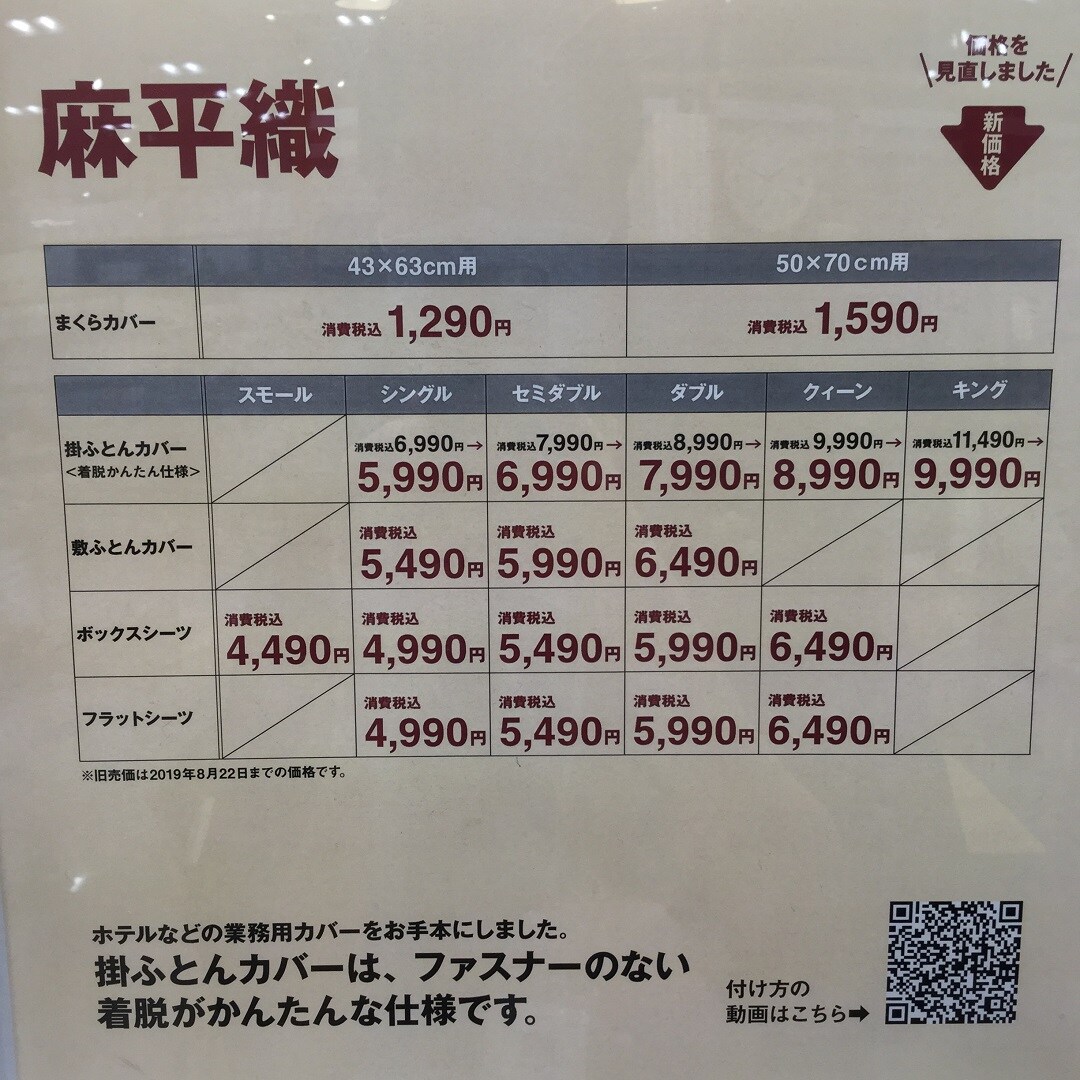 麻平織
価格を
見直しました
新価格
43×63cm用 50×70cm用
まくらカバー 消費税込1,290円 消費税込1,590円
スモール シングル セミダブル ダブル クィーン キング
掛ふとんカバー 消費税込6,990円→ 消費税込7,990円→ 消費税込8,990円→ 消費税込9,990円→ 消費税込11,490円→
<着脱かんたん仕様> 5,990円 6,990円 7,990円 8,990円 9,990円
敷ふとんカバー 消費税込5,490円 消費税込5,990円 消費税込6,490円
ボックスシーツ 消費税込4,490円 消費税込4,990円 消費税込5,490円 消費税込5,990円 消費税込6,490円
フラットシーツ 消費税込4,990円 消費税込5,490円 消費税込5,990円 消費税込6,490円
※旧売価は2019年8月22日までの価格です。
ホテルなどの業務用カバーをお手本にしました。
掛ふとんカバーは、ファスナーのない
着脱がかんたんな仕様です。
付け方の
動画はこちら➡